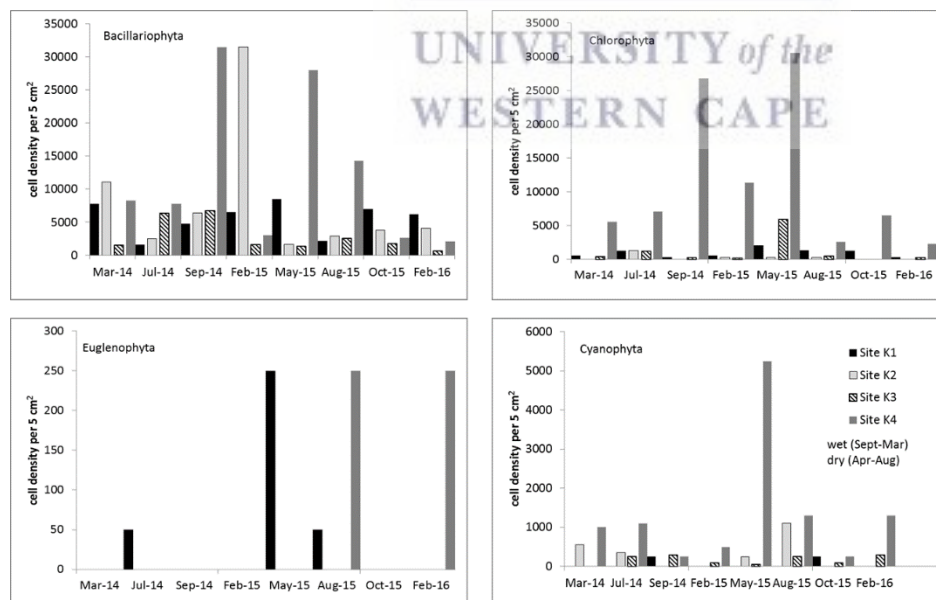 UNIVERSITY of the
WESTERN CAPE
Bacillariophyta
cell density per 5 cm²
35000
30000
25000
20000
15000
10000
5000
0
Mar-14 Jul-14 Sep-14 Feb-15 May-15 Aug-15 Oct-15 Feb-16
Chlorophyta
cell density per 5 cm²
35000
30000
25000
20000
15000
10000
5000
0
Mar-14 Jul-14 Sep-14 Feb-15 May-15 Aug-15 Oct-15 Feb-16
Euglenophyta
cell density per 5 cm²
300
250
200
150
100
50
0
Mar-14 Jul-14 Sep-14 Feb-15 May-15 Aug-15 Oct-15 Feb-16
Cyanophyta
cell density per 5 cm²
6000
5000
4000
3000
2000
1000
0
Mar-14 Jul-14 Sep-14 Feb-15 May-15 Aug-15 Oct-15 Feb-16
Site K1
Site K2
Site K3
Site K4
wet (Sept-Mar)
dry (Apr-Aug)